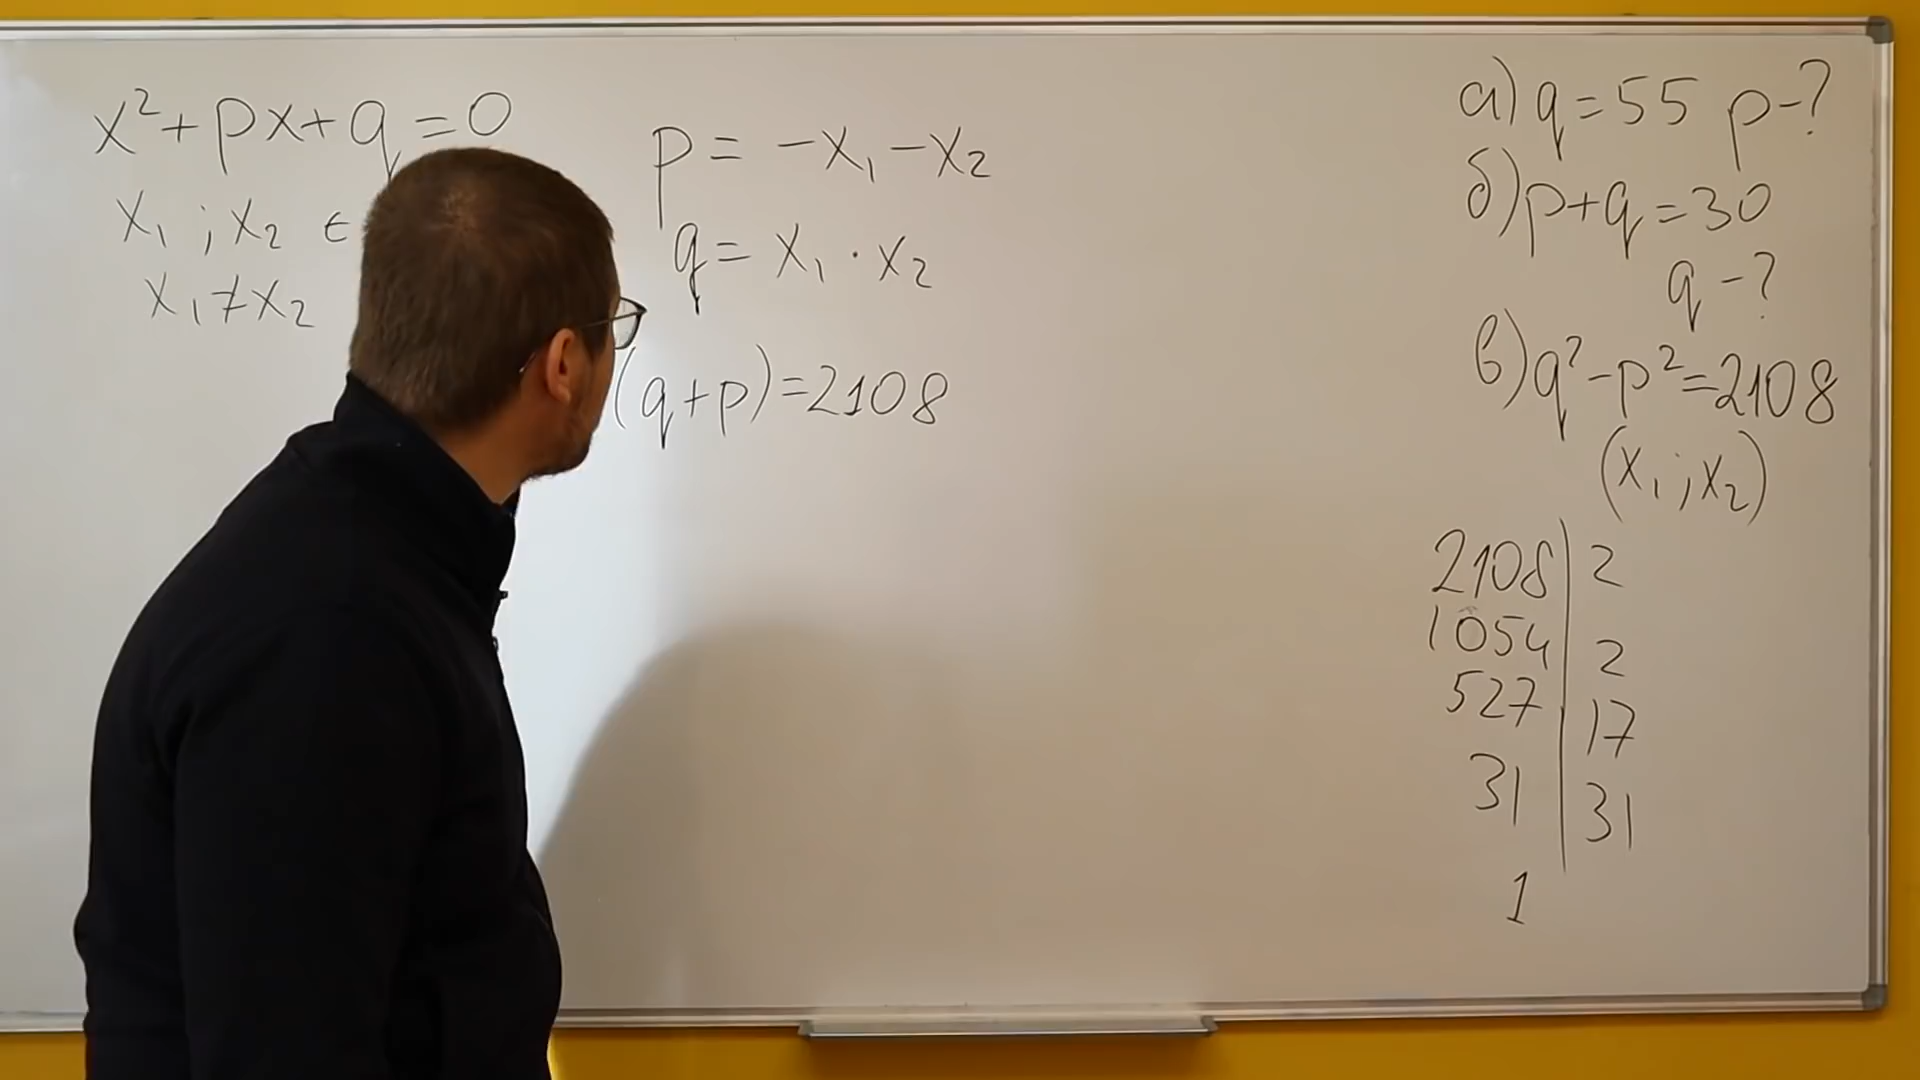 x²+px+q=0
x₁;x₂ ∈
x₁≠x₂
p=-x₁-x₂
q=x₁·x₂
(q+p)=2108
а) q=55 p-?
б) p+q=30
q-?
в) q²-p²=2108
(x₁;x₂)
2108|2
1054|2
527|17
31|31
1